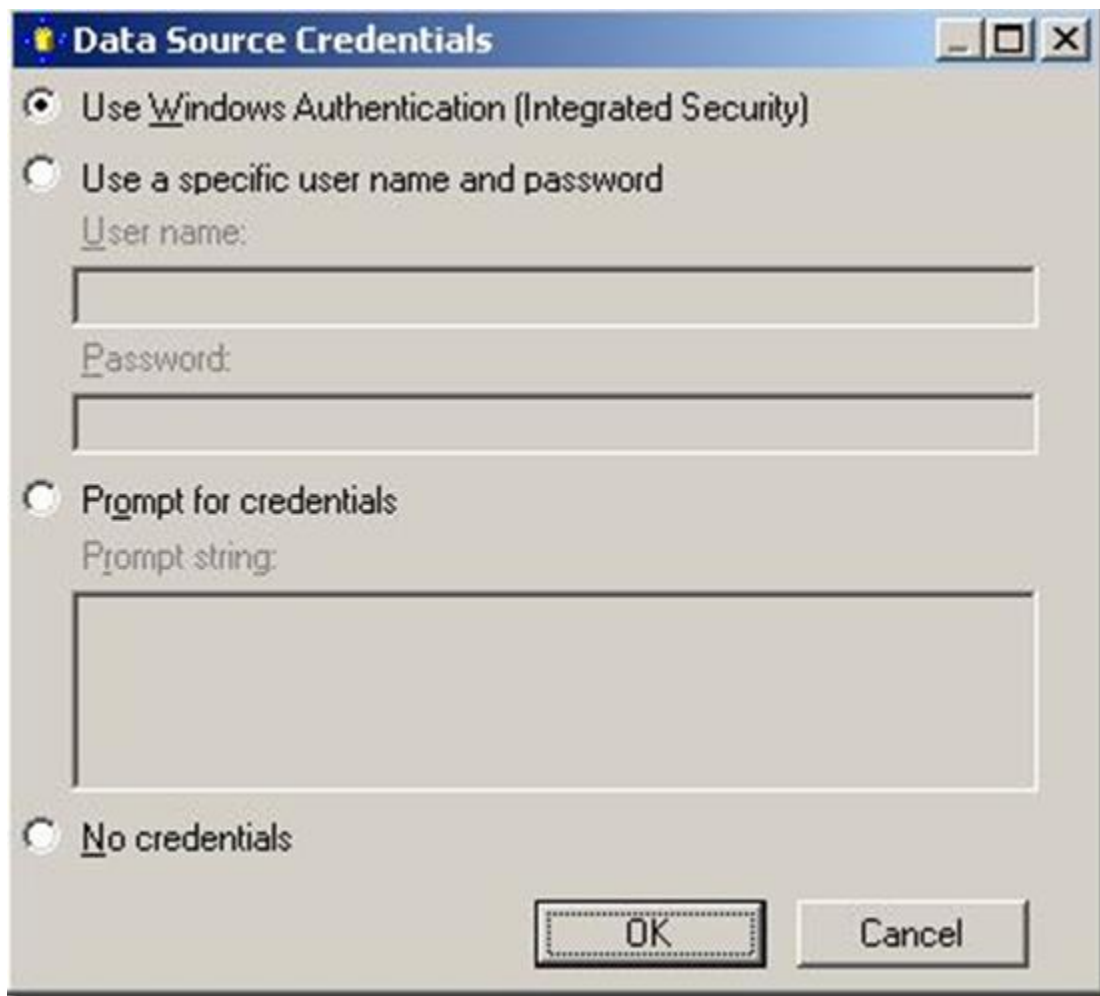 Data Source Credentials
Use Windows Authentication (Integrated Security)
Use a specific user name and password
User name:
Password:
Prompt for credentials
Prompt string:
No credentials
OK Cancel